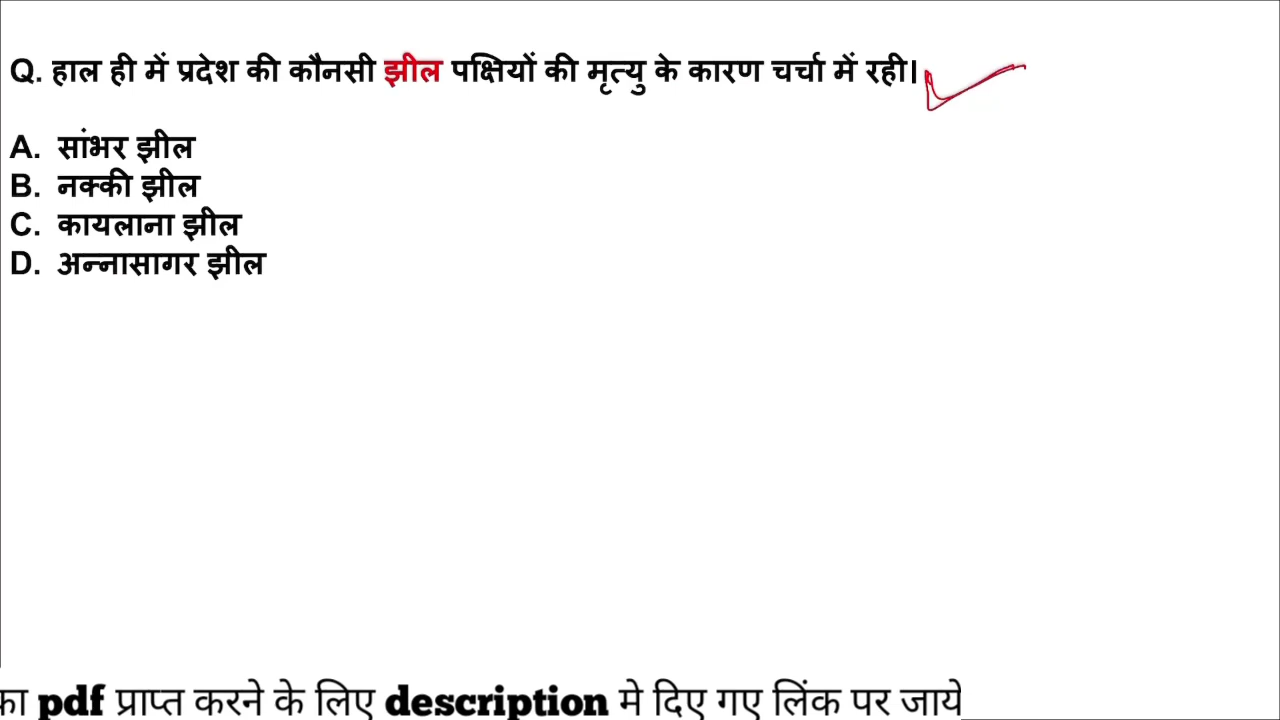 Q. हाल ही में प्रदेश की कौनसी झील पक्षियों की मृत्यु के कारण चर्चा में रही।
A. सांभर झील
B. नक्की झील
C. कायलाना झील
D. अन्नासागर झील
का pdf प्राप्त करने के लिए description मे दिए गए लिंक पर जाये